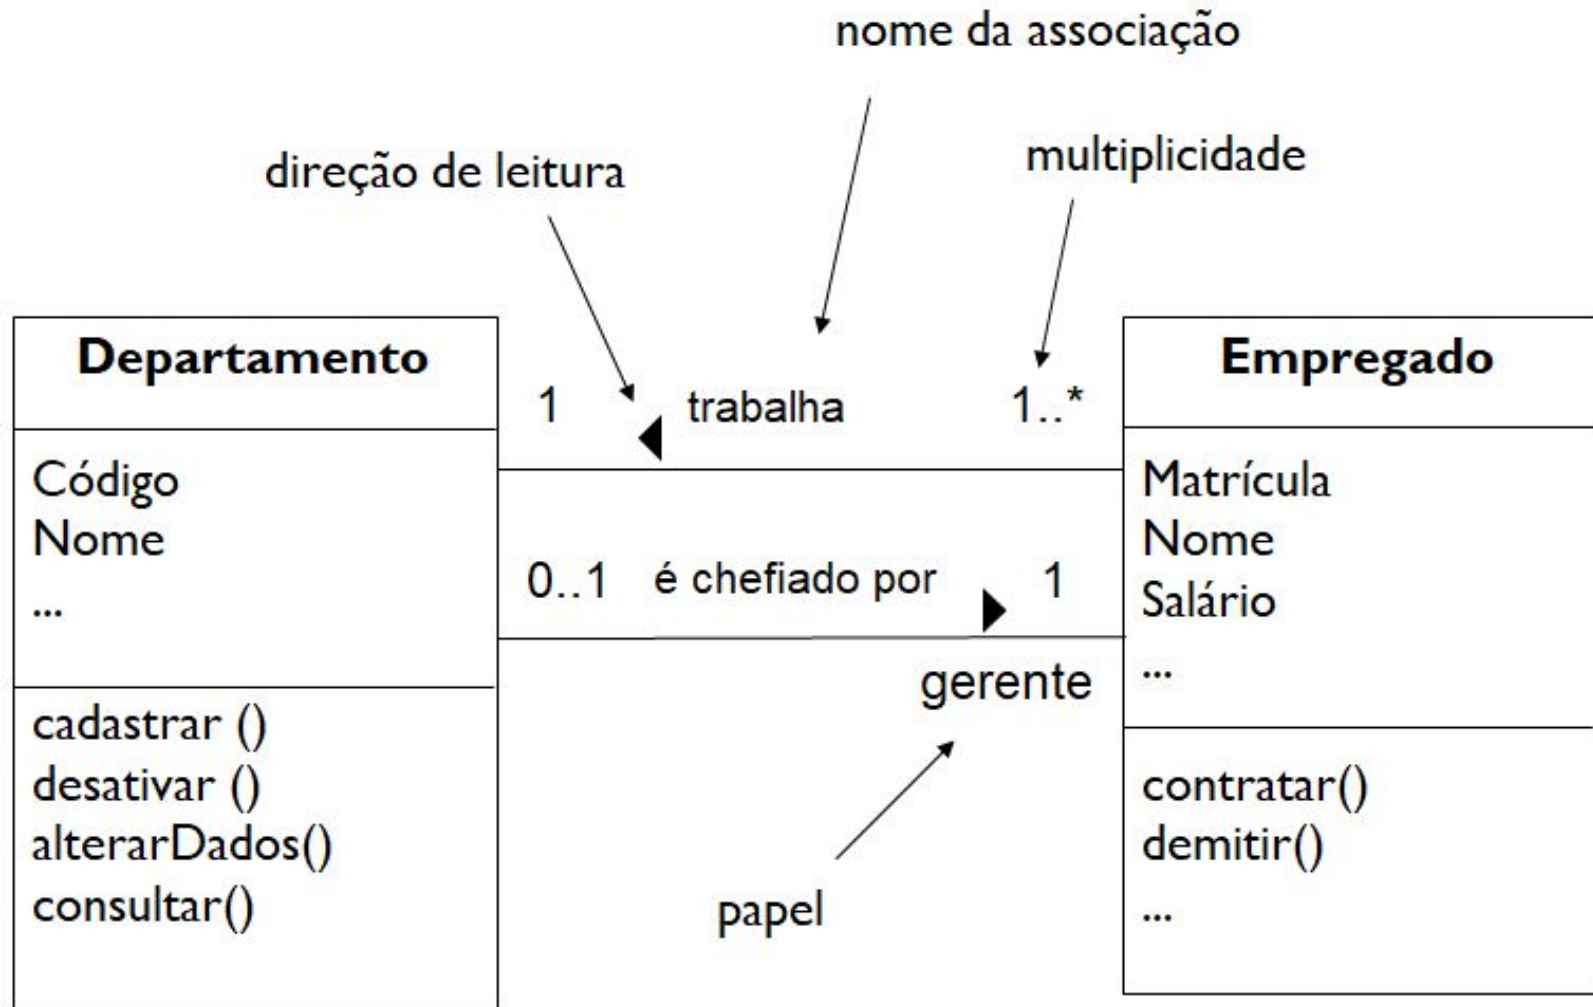 nome da associação
direção de leitura
multiplicidade
Departamento
Código
Nome
...
cadastrar ()
desativar ()
alterarDados()
consultar()
1 trabalha 1..*
0..1 é chefiado por 1
gerente
papel
Empregado
Matrícula
Nome
Salário
...
contratar()
demitir()
...